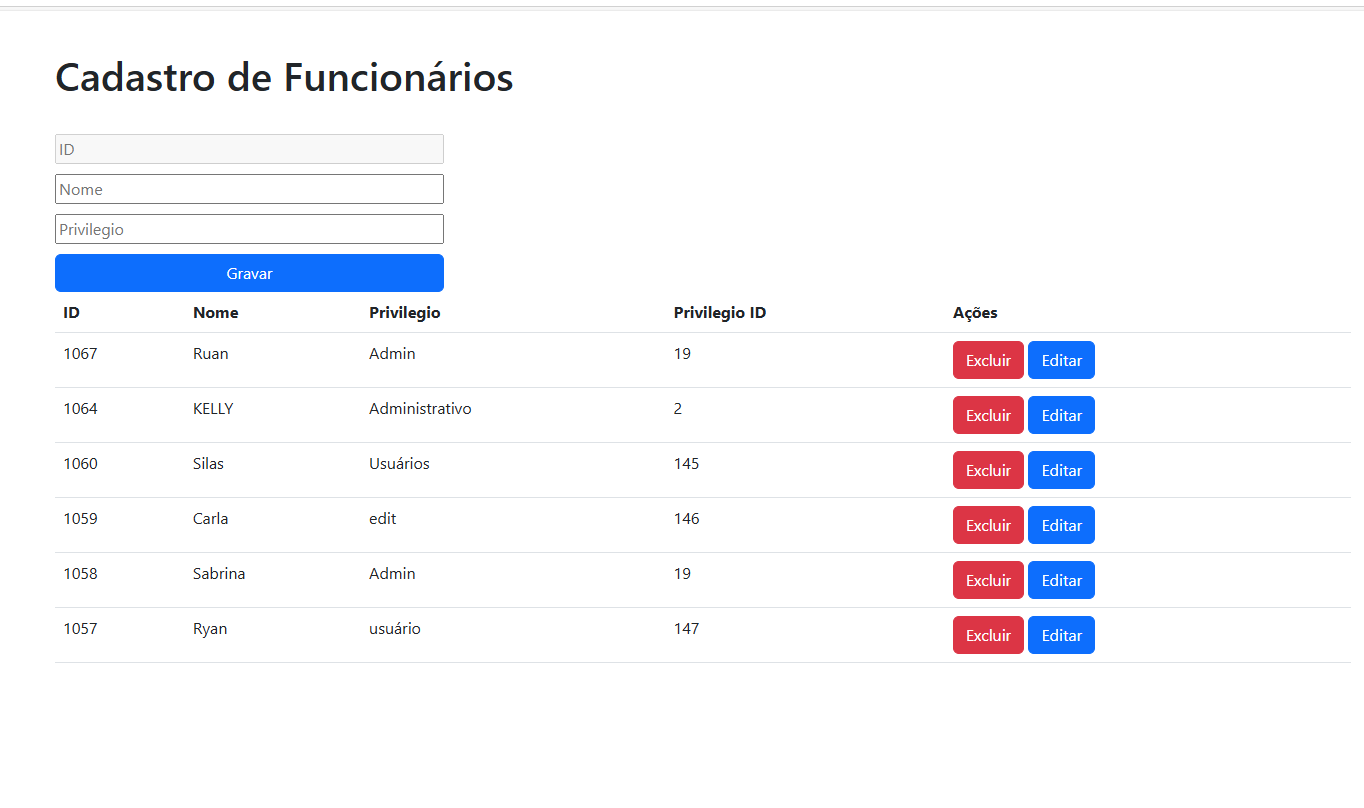 Cadastro de Funcionários
ID
Nome
Privilegio
Gravar
ID Nome Privilegio Privilegio ID Ações
1067 Ruan Admin 19 Excluir Editar
1064 KELLY Administrativo 2 Excluir Editar
1060 Silas Usuários 145 Excluir Editar
1059 Carla edit 146 Excluir Editar
1058 Sabrina Admin 19 Excluir Editar
1057 Ryan usuário 147 Excluir Editar